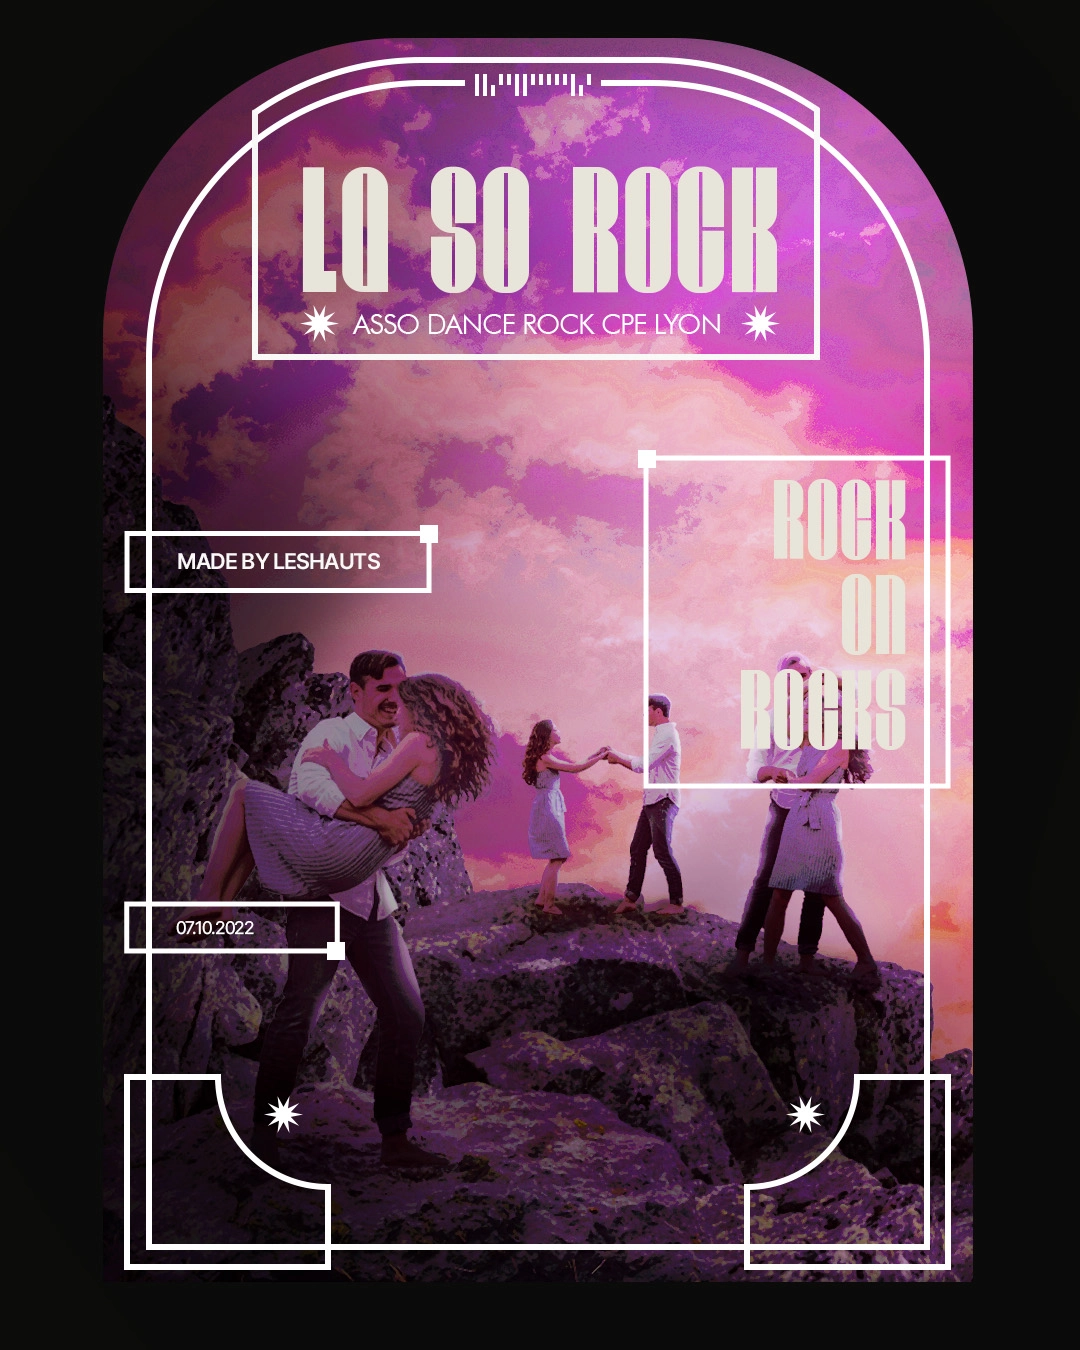 LA SO ROCK
ASSO DANCE ROCK CPE LYON
ROCK
ON
ROCKS
MADE BY LESHAUTS
07.10.2022